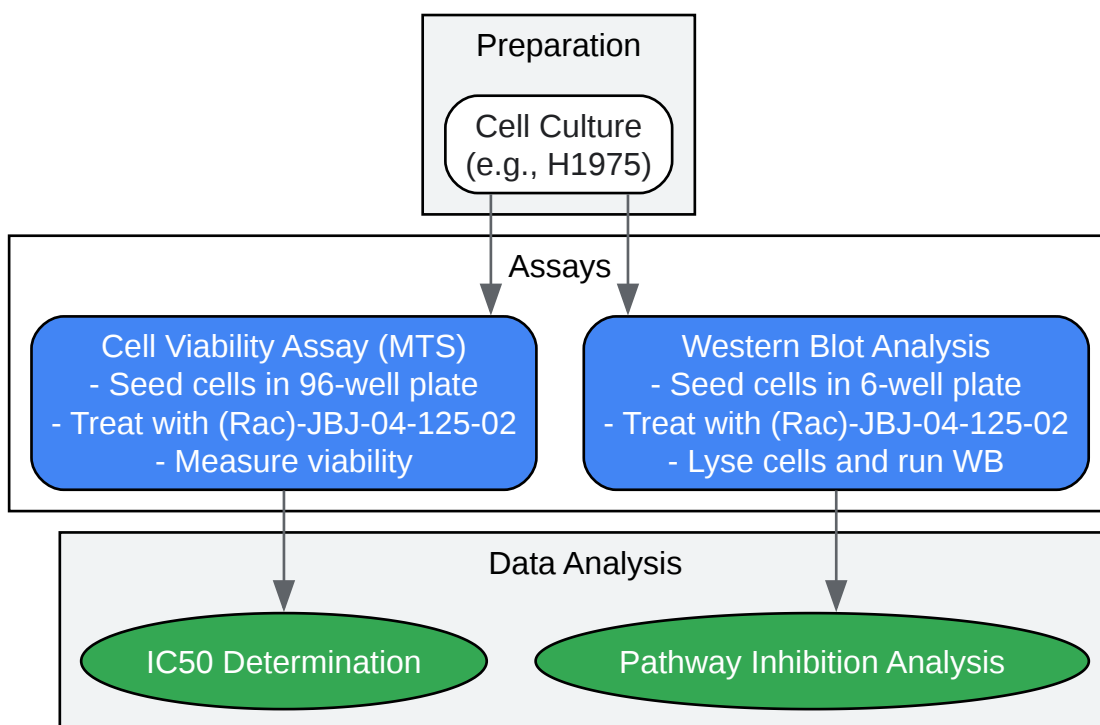 Preparation
Cell Culture
(e.g., H1975)
Assays
Cell Viability Assay (MTS)
- Seed cells in 96-well plate
- Treat with (Rac)-JBJ-04-125-02
- Measure viability
Western Blot Analysis
- Seed cells in 6-well plate
- Treat with (Rac)-JBJ-04-125-02
- Lyse cells and run WB
Data Analysis
IC50 Determination
Pathway Inhibition Analysis